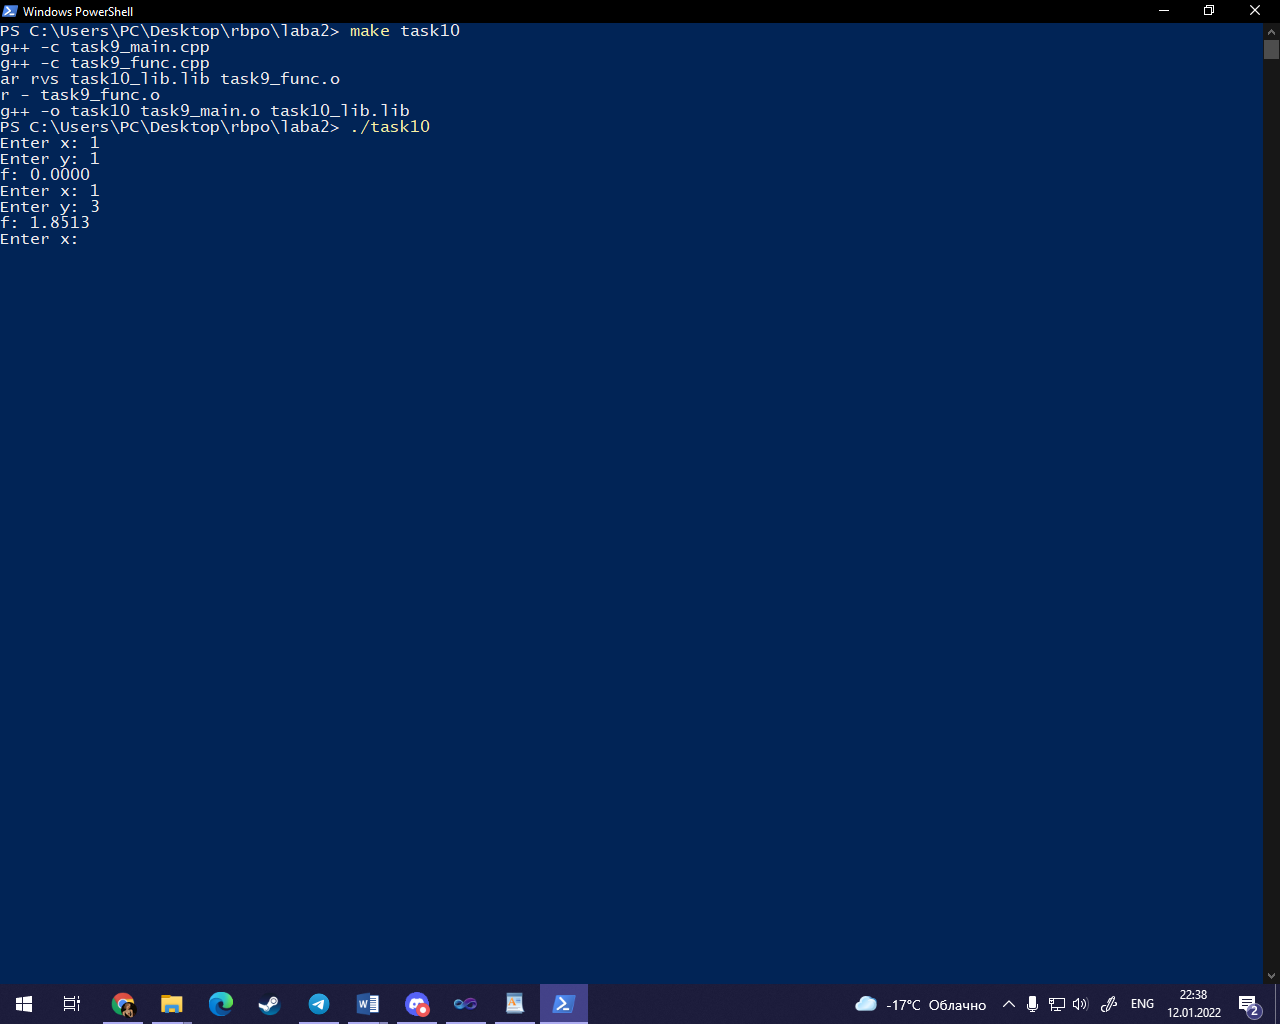 Windows PowerShell
PS C:\Users\PC\Desktop\rbpo\laba2> make task10
g++ -c task9_main.cpp
g++ -c task9_func.cpp
ar rvs task10_lib.lib task9_func.o
r - task9_func.o
g++ -o task10 task9_main.o task10_lib.lib
PS C:\Users\PC\Desktop\rbpo\laba2> ./task10
Enter x: 1
Enter y: 1
f: 0.0000
Enter x: 1
Enter y: 3
f: 1.8513
Enter x:
-17°C Облачно
ENG
22:38
12.01.2022
2